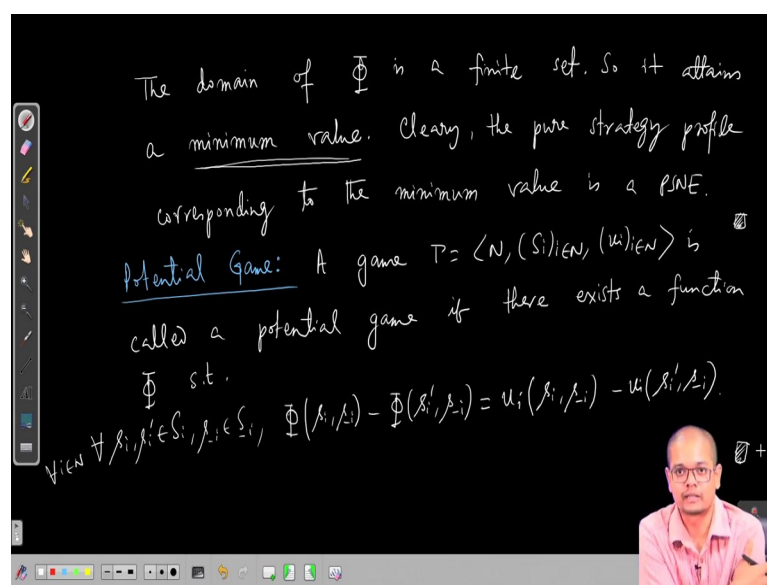 The domain of Φ is a finite set. So it attains
a minimum value. Cleary, the pure strategy profile
corresponding to the minimum value is a PSNE.
Potential Game: A game Γ= ⟨N, (Si)i∈N, (ui)i∈N⟩ is
called a potential game if there exists a function
Φ s.t.
∀i∈N ∀ si, si' ∈ Si, s-i ∈ S-i, Φ(si, s-i) - Φ(si', s-i) = ui(si, s-i) - ui(si', s-i).